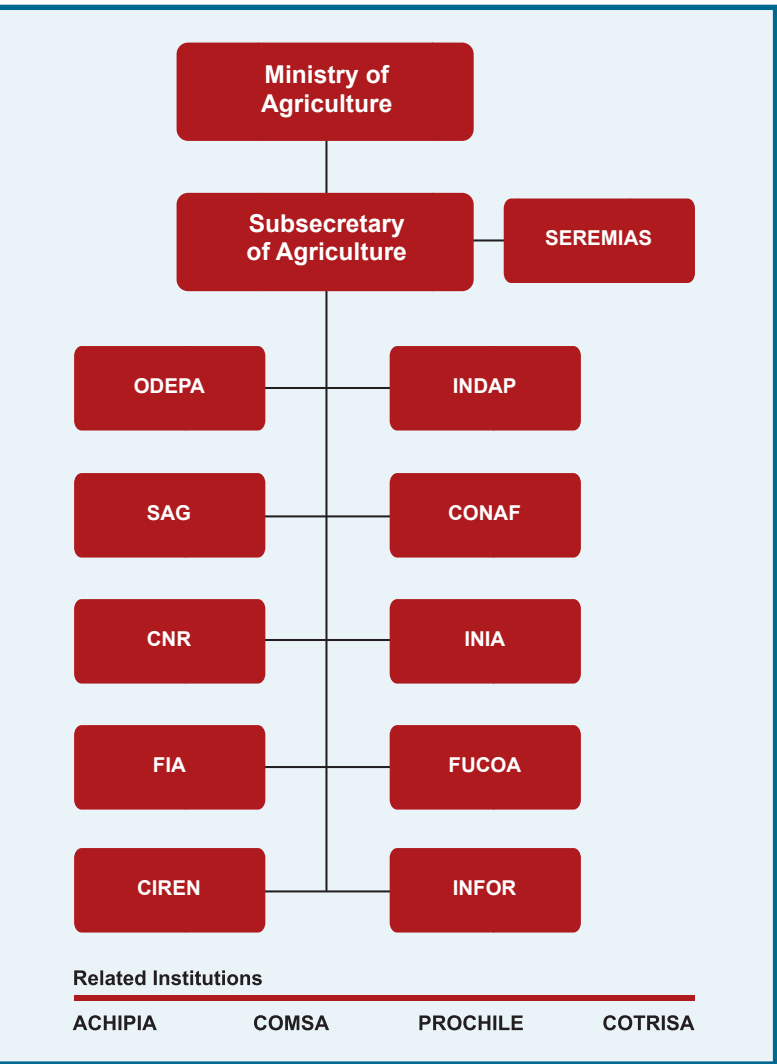 Ministry of
Agriculture
Subsecretary
of Agriculture
SEREMIAS
ODEPA
INDAP
SAG
CONAF
CNR
INIA
FIA
FUCOA
CIREN
INFOR
Related Institutions
ACHIPIA COMSA PROCHILE COTRISA